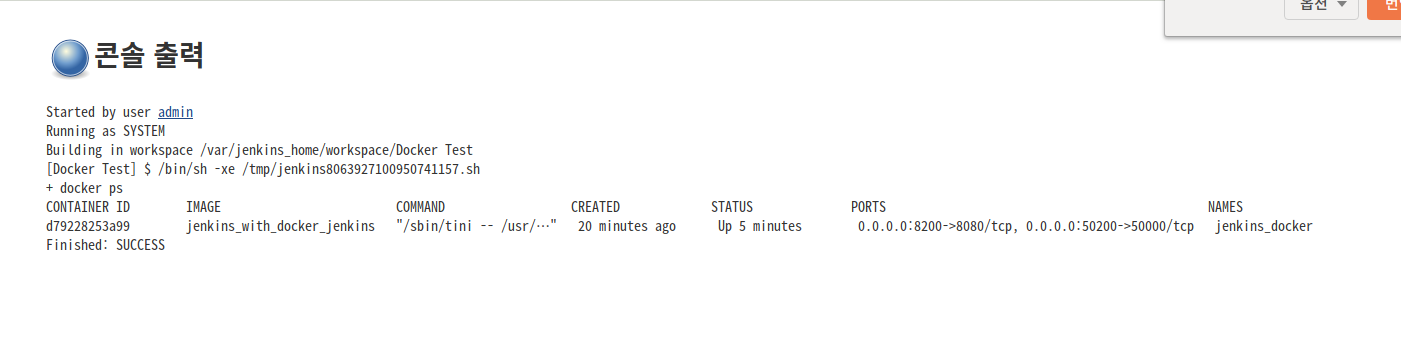 옵션
콘솔 출력
Started by user admin
Running as SYSTEM
Building in workspace /var/jenkins_home/workspace/Docker Test
[Docker Test] $ /bin/sh -xe /tmp/jenkins8063927100950741157.sh
+ docker ps
CONTAINER ID IMAGE COMMAND CREATED STATUS PORTS NAMES
d79228253a99 jenkins_with_docker_jenkins "/sbin/tini -- /usr/…" 20 minutes ago Up 5 minutes 0.0.0.0:8200->8080/tcp, 0.0.0.0:50200->50000/tcp jenkins_docker
Finished: SUCCESS